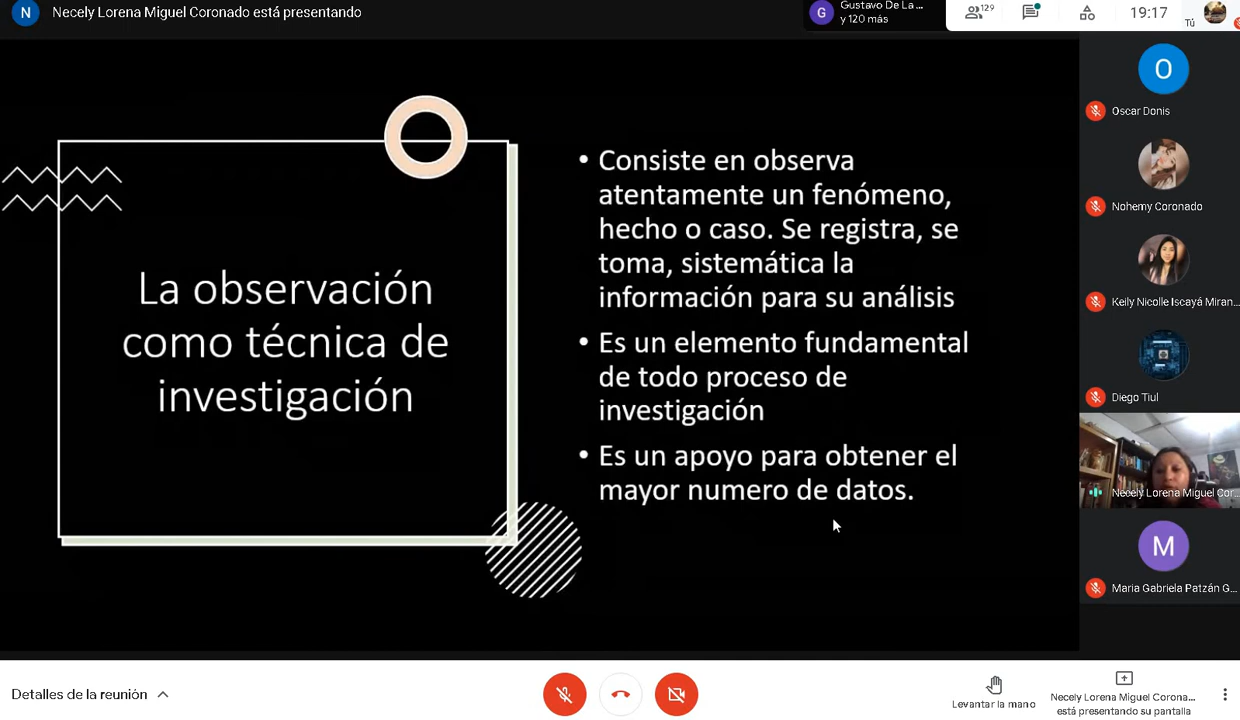 N
Necely Lorena Miguel Coronado está presentando
G
Gustavo De La ...
y 120 más
129
19:17
Tú
La observación
como técnica de
investigación
• Consiste en observa
atentamente un fenómeno,
hecho o caso. Se registra, se
toma, sistemática la
información para su análisis
• Es un elemento fundamental
de todo proceso de
investigación
• Es un apoyo para obtener el
mayor numero de datos.
O
Oscar Donis
Nohemy Coronado
Keily Nicolle Iscayá Miran...
Diego Tiul
Necely Lorena Miguel Cor...
M
Maria Gabriela Patzán G...
Detalles de la reunión
Levantar la mano
Necely Lorena Miguel Corona...
está presentando su pantalla